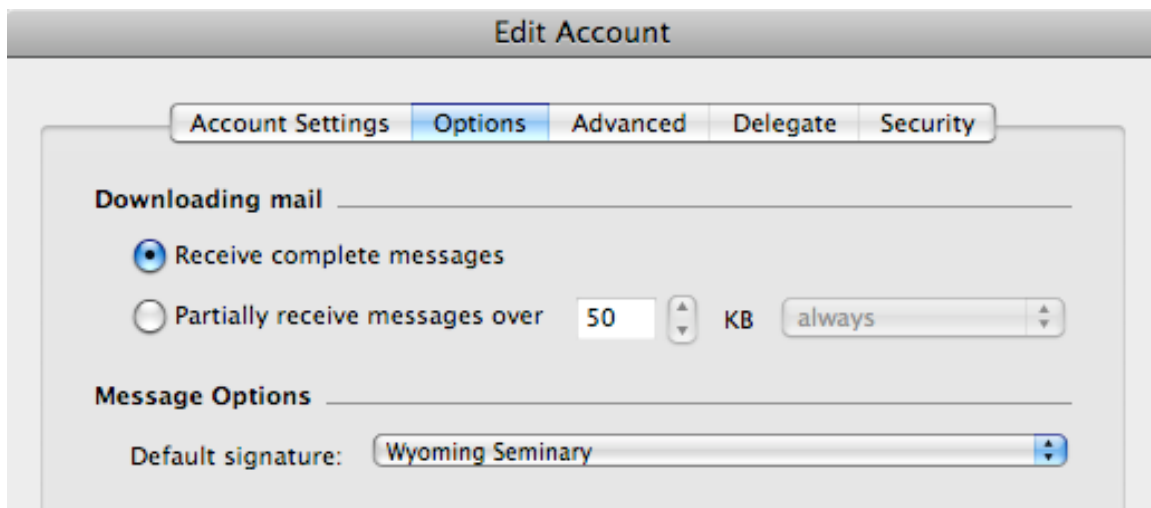 Edit Account
Account Settings Options Advanced Delegate Security
Downloading mail
Receive complete messages
Partially receive messages over 50 KB always
Message Options
Default signature: Wyoming Seminary